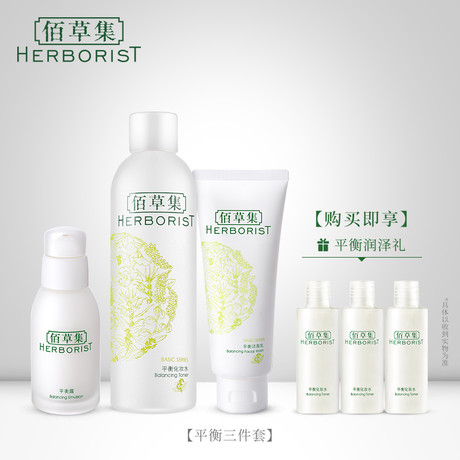 佰草集
HERBORIST
佰草集
HERBORIST
BASIC SERIES
平衡化妆水
Balancing Toner
佰草集
HERBORIST
平衡洁面乳
Balancing Facial Wash
佰草集
HERBORIST
平衡露
Balancing Emulsion
【购买即享】
平衡润泽礼
佰草集
HERBORIST
平衡化妆水
Balancing Toner
佰草集
HERBORIST
平衡化妆水
Balancing Toner
佰草集
HERBORIST
平衡化妆水
Balancing Toner
*具体以收到实物为准
【平衡三件套】